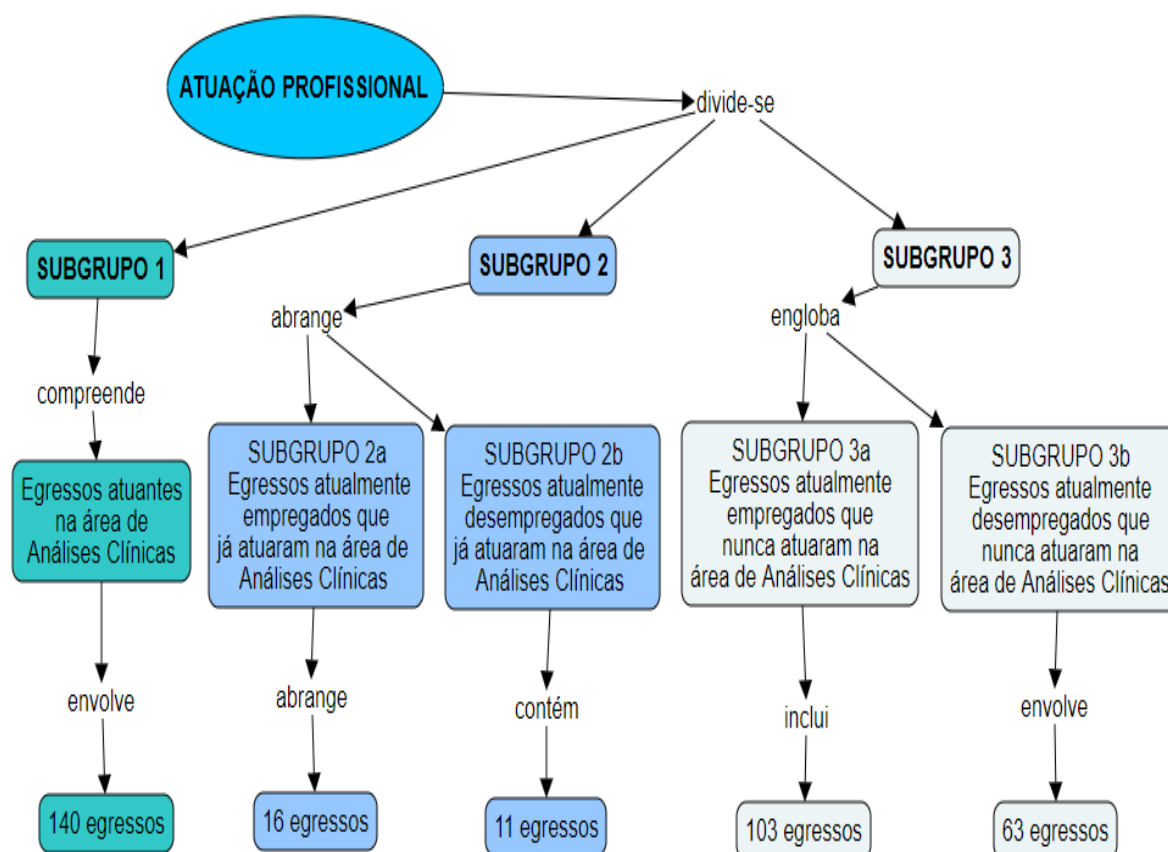 ATUAÇÃO PROFISSIONAL
divide-se
SUBGRUPO 1
SUBGRUPO 2
SUBGRUPO 3
compreende
abrange
engloba
Egressos atuantes
na área de
Análises Clínicas
SUBGRUPO 2a
Egressos atualmente
empregados que
já atuaram na área de
Análises Clínicas
SUBGRUPO 2b
Egressos atualmente
desempregados que
já atuaram na área de
Análises Clínicas
SUBGRUPO 3a
Egressos atualmente
empregados que
nunca atuaram na
área de Análises Clínicas
SUBGRUPO 3b
Egressos atualmente
desempregados que
nunca atuaram na
área de Análises Clínicas
envolve
abrange
contém
inclui
envolve
140 egressos
16 egressos
11 egressos
103 egressos
63 egressos